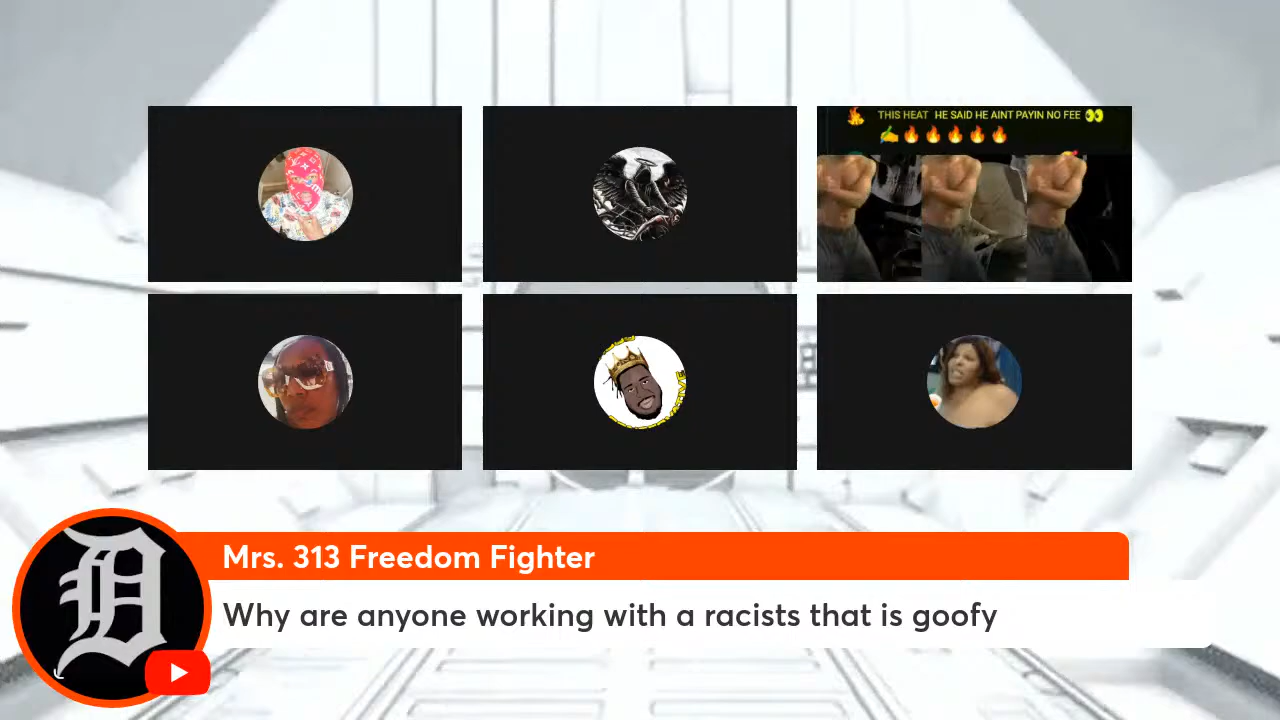 THIS HEAT HE SAID HE AINT PAYIN NO FEE
Mrs. 313 Freedom Fighter
Why are anyone working with a racists that is goofy